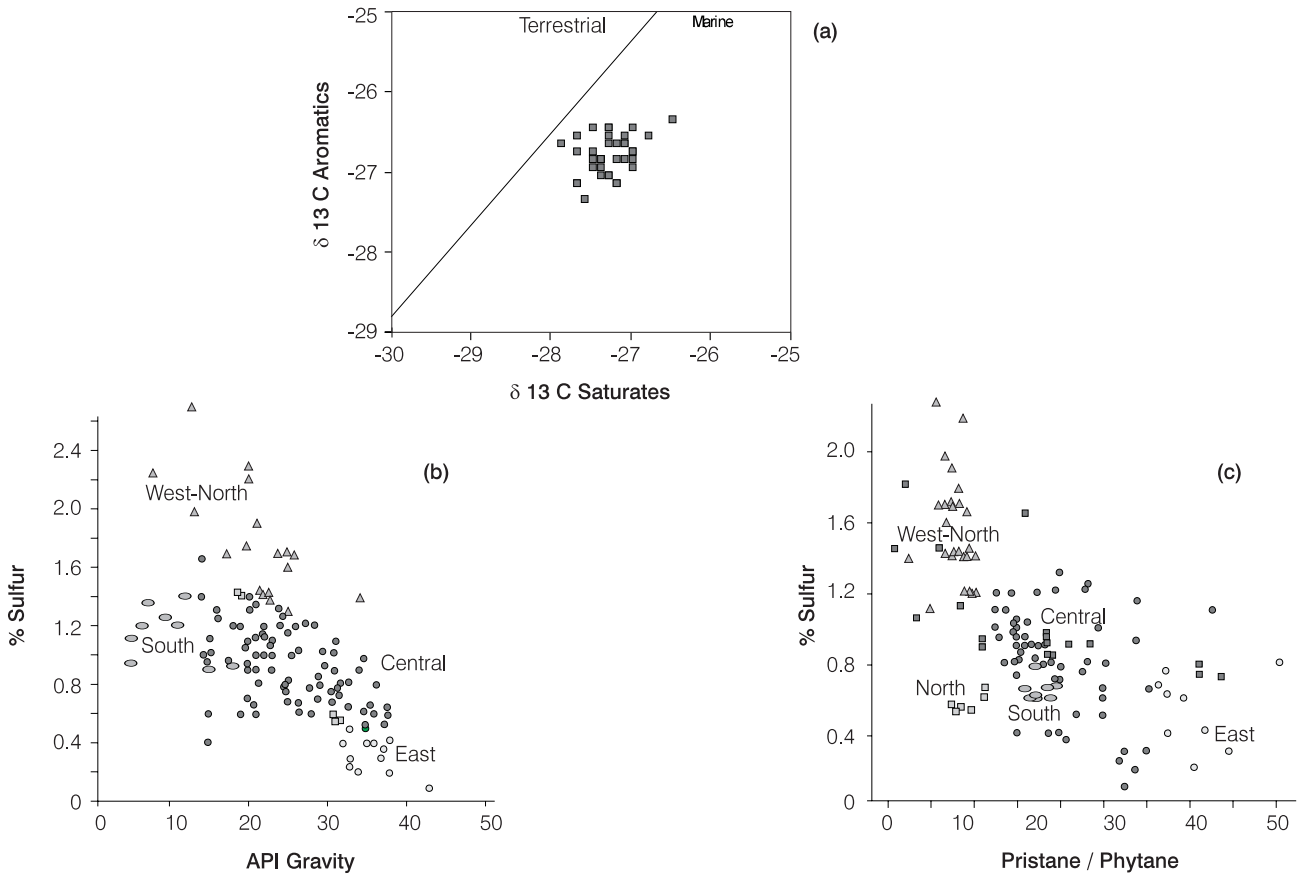 -25
Terrestrial
Marine
(a)
-26
-27
-28
-29
δ 13 C Aromatics
-30
-29
-28
-27
-26
-25
δ 13 C Saturates
2.4
West-North
(b)
2.0
1.6
1.2
South
Central
0.8
0.4
East
0
% Sulfur
0
10
20
30
40
50
API Gravity
2.0
(c)
1.6
West-North
1.2
Central
0.8
North
South
East
0.4
0
% Sulfur
0
10
20
30
40
50
Pristane / Phytane